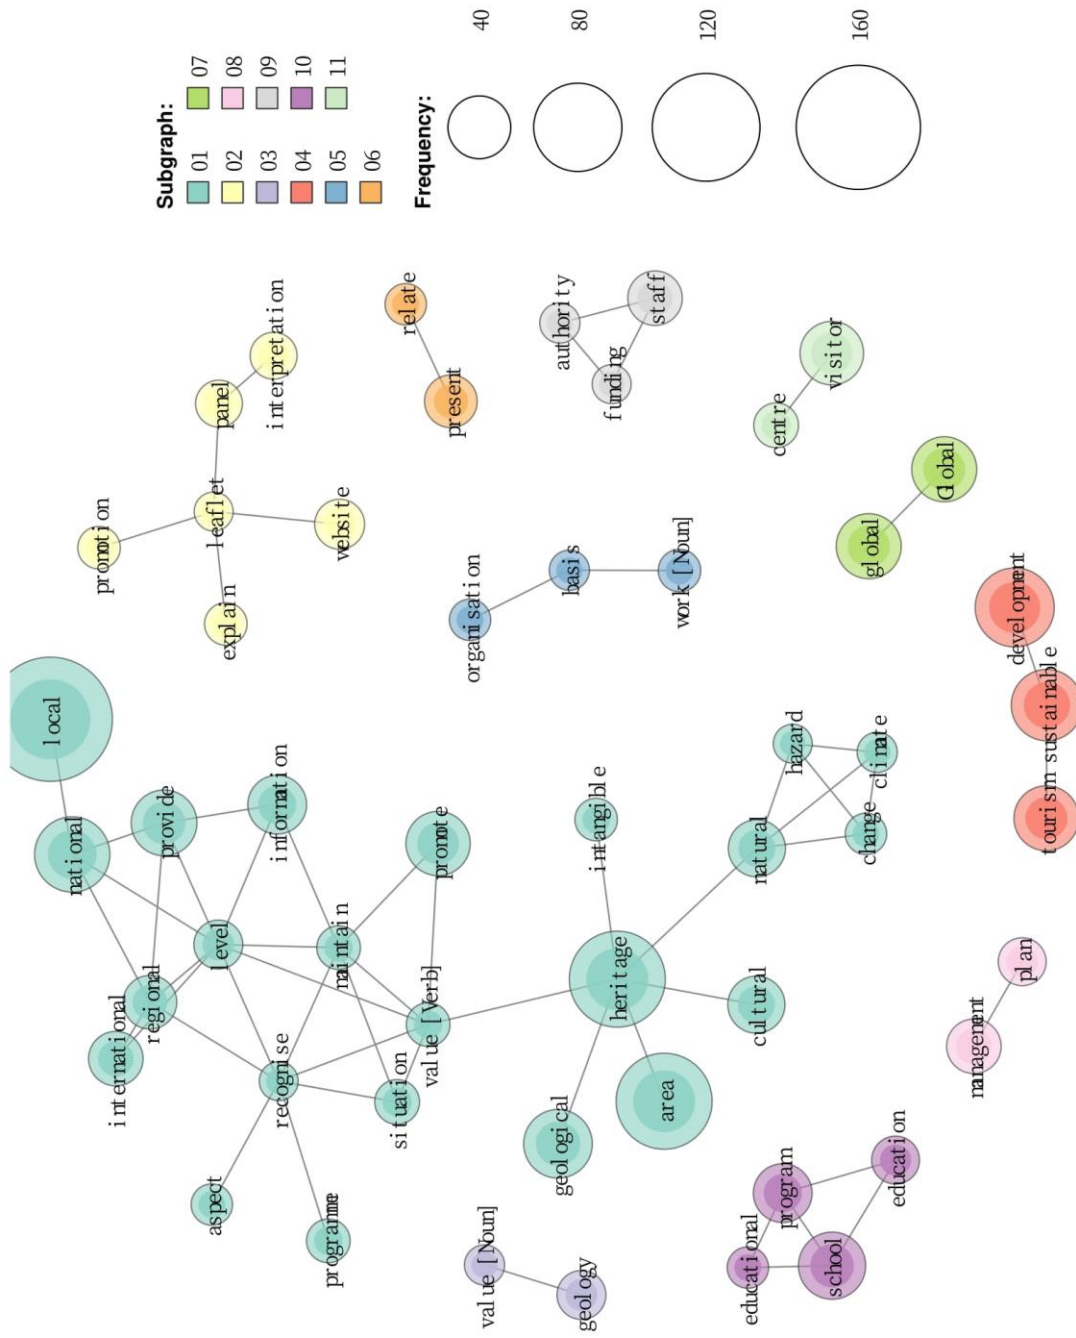 Subgraph:
01
02
03
04
05
06
07
08
09
10
11
Frequency:
40
80
120
160
local
national
provide
information
promote
level
maintain
regional
international
recognise
value [Verb]
situation
aspect
programme
intangible
heritage
natural
hazard
climate
change
cultural
area
geological
promotion
leaflet
explain
website
panel
interpretation
relate
present
organisation
basis
work [Noun]
authority
funding
staff
centre
visitor
global
Global
development
sustainable
tourism
management
plan
value [Noun]
geology
educational
program
school
education